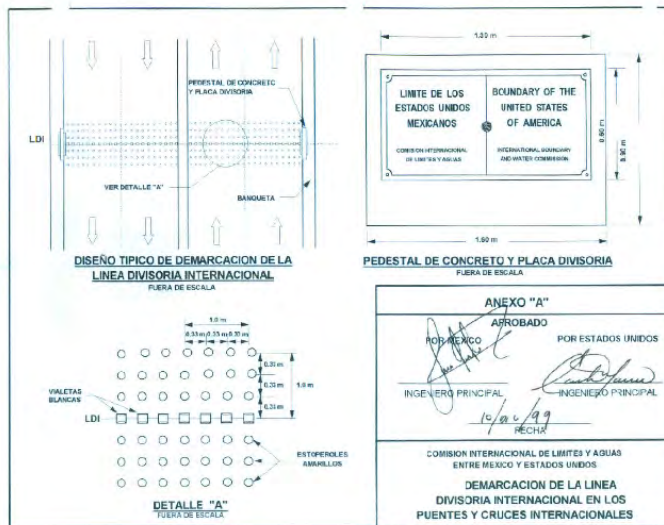 PEDESTAL DE CONCRETO
Y PLACA DIVISORIA
LDI
VER DETALLE "A"
BANQUETA
DISEÑO TIPICO DE DEMARCACION DE LA
LINEA DIVISORIA INTERNACIONAL
FUERA DE ESCALA
LIMITE DE LOS
ESTADOS UNIDOS
MEXICANOS
COMISION INTERNACIONAL
DE LIMITES Y AGUAS
BOUNDARY OF THE
UNITED STATES
OF AMERICA
INTERNATIONAL BOUNDARY
AND WATER COMMISSION
0.90 m
1.60 m
PEDESTAL DE CONCRETO Y PLACA DIVISORIA
FUERA DE ESCALA
1.0 m
0.33 m 0.33 m 0.33
0.33 m
0.33 m
0.33 m
1.0 m
VIALETAS
BLANCAS
LDI
ESTOPEROLES
AMARILLOS
DETALLE "A"
FUERA DE ESCALA
ANEXO "A"
APROBADO
POR MEXICO
POR ESTADOS UNIDOS
INGENIERO PRINCIPAL
INGENIERO PRINCIPAL
FECHA
COMISION INTERNACIONAL DE LIMITES Y AGUAS
ENTRE MEXICO Y ESTADOS UNIDOS
DEMARCACION DE LA LINEA
DIVISORIA INTERNACIONAL EN LOS
PUENTES Y CRUCES INTERNACIONALES